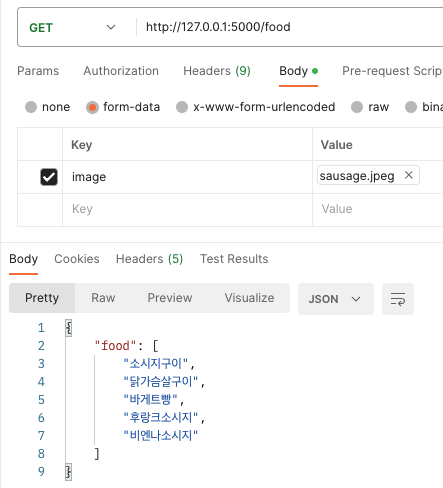 GET http://127.0.0.1:5000/food
Params Authorization Headers (9) Body Pre-request Scrip
none form-data x-www-form-urlencoded raw bina
Key Value
image sausage.jpeg ×
Key Value
Body Cookies Headers (5) Test Results
Pretty Raw Preview Visualize JSON
1 {
2 "food": [
3 "소시지구이",
4 "닭가슴살구이",
5 "바게트빵",
6 "후랑크소시지",
7 "비엔나소시지"
8 ]
9 }